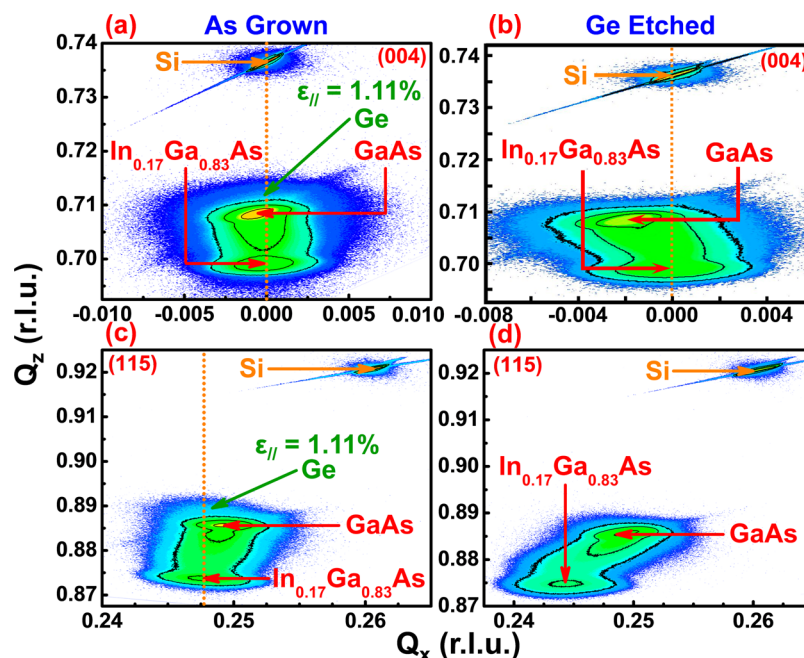 As Grown
Ge Etched
(a)
(b)
0.74
0.73
0.72
0.71
0.70
Si
(004)
ε// = 1.11%
Ge
In0.17Ga0.83As
GaAs
-0.010
-0.005
0.000
0.005
0.010
0.74
0.73
0.72
0.71
0.70
Si
(004)
In0.17Ga0.83As
GaAs
-0.008
-0.004
0.000
0.004
Qz (r.l.u.)
(c)
(d)
(115)
0.92
0.91
0.90
0.89
0.88
0.87
Si
ε// = 1.11%
Ge
GaAs
In0.17Ga0.83As
0.24
0.25
0.26
(115)
0.92
0.91
0.90
0.89
0.88
0.87
Si
In0.17Ga0.83As
GaAs
0.24
0.25
0.26
Qx (r.l.u.)